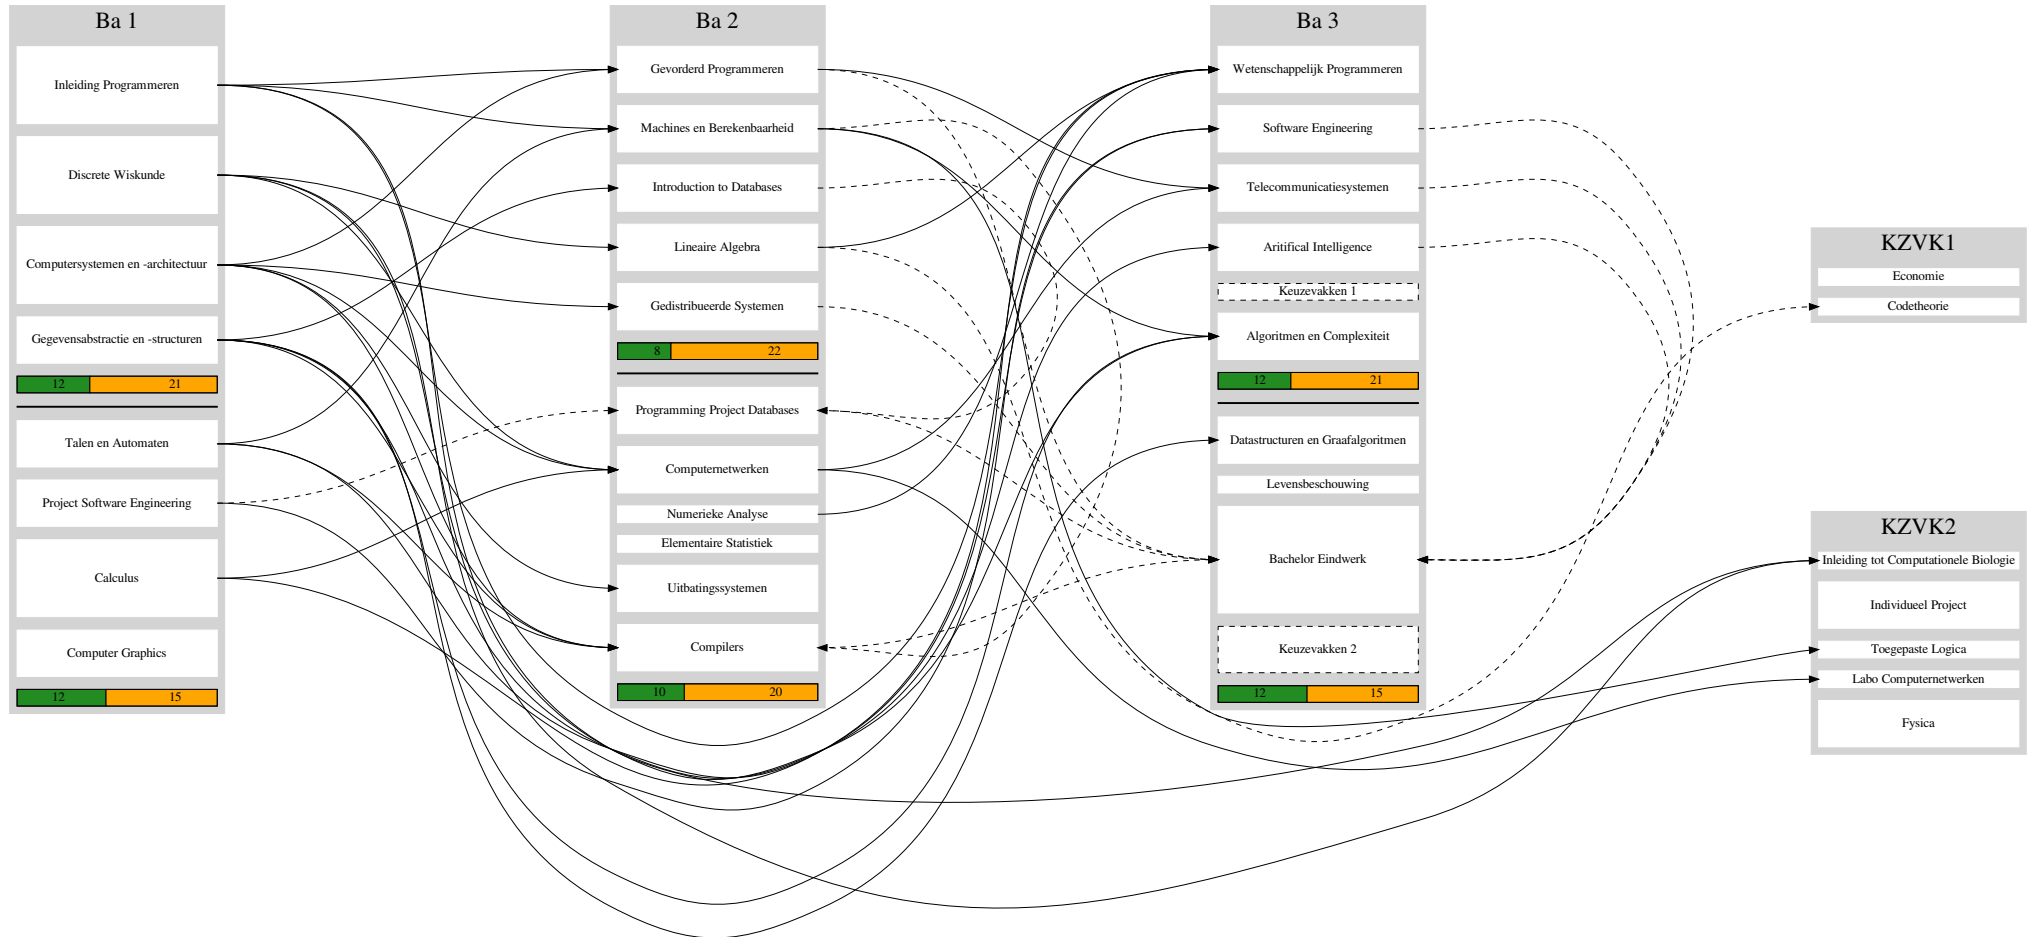 Ba 1
Inleiding Programmeren
Discrete Wiskunde
Computersystemen en -architectuur
Gegevensabstractie en -structuren
12 21
Talen en Automaten
Project Software Engineering
Calculus
Computer Graphics
12 15
Ba 2
Gevorderd Programmeren
Machines en Berekenbaarheid
Introduction to Databases
Lineaire Algebra
Gedistribueerde Systemen
8 22
Programming Project Databases
Computernetwerken
Numerieke Analyse
Elementaire Statistiek
Uitbatingssystemen
Compilers
10 20
Ba 3
Wetenschappelijk Programmeren
Software Engineering
Telecommunicatiesystemen
Aritifical Intelligence
Keuzevakken 1
Algoritmen en Complexiteit
12 21
Datastructuren en Graafalgoritmen
Levensbeschouwing
Bachelor Eindwerk
Keuzevakken 2
12 15
KZVK1
Economie
Codetheorie
KZVK2
Inleiding tot Computationele Biologie
Individueel Project
Toegepaste Logica
Labo Computernetwerken
Fysica